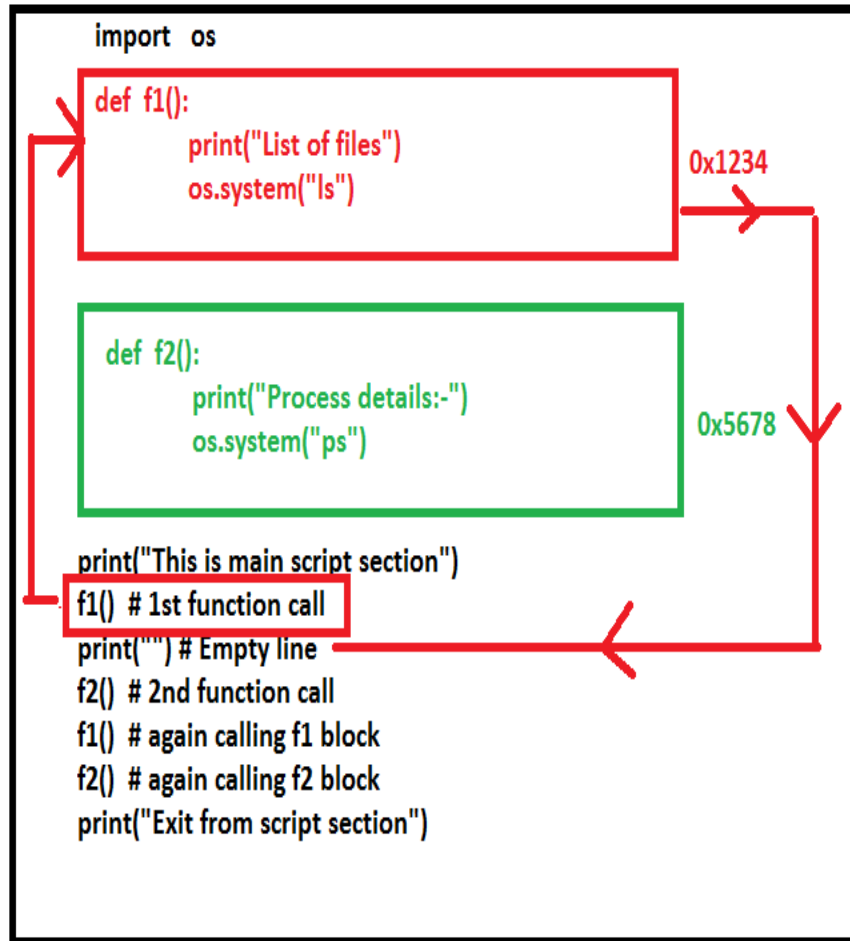 import os
def f1():
print("List of files")
os.system("ls")
0x1234
def f2():
print("Process details:-")
os.system("ps")
0x5678
print("This is main script section")
f1() # 1st function call
print("") # Empty line
f2() # 2nd function call
f1() # again calling f1 block
f2() # again calling f2 block
print("Exit from script section")